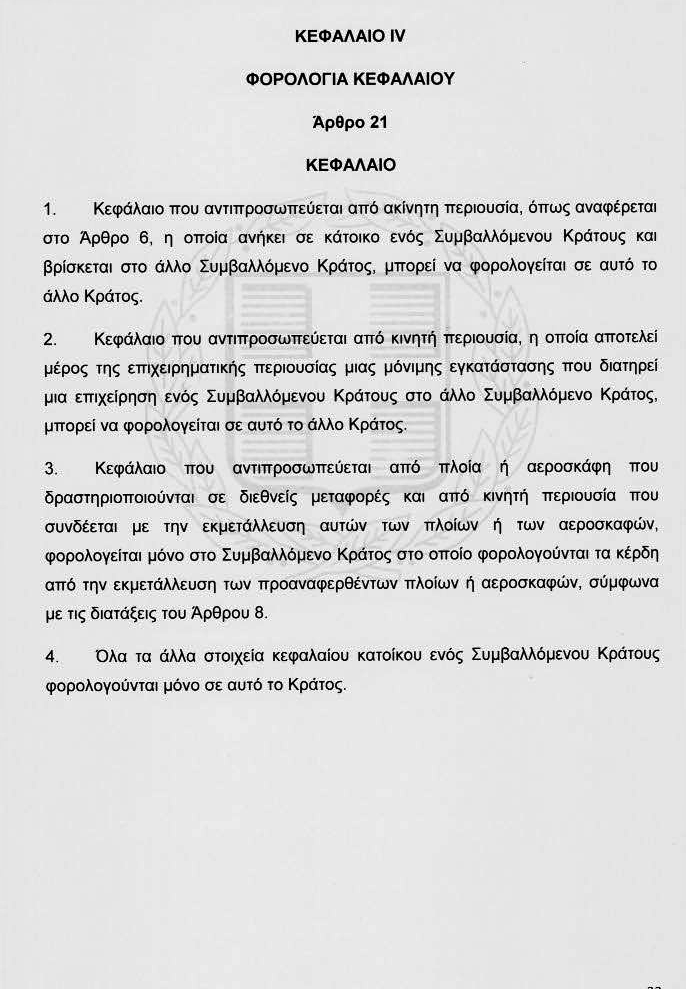 ΚΕΦΑΛΑΙΟ IV
ΦΟΡΟΛΟΓΙΑ ΚΕΦΑΛΑΙΟΥ
Άρθρο 21
ΚΕΦΑΛΑΙΟ
1. Κεφάλαιο που αντιπροσωπεύεται από ακίνητη περιουσία, όπως αναφέρεται
στο Άρθρο 6, η οποία ανήκει σε κάτοικο ενός Συμβαλλόμενου Κράτους και
βρίσκεται στο άλλο Συμβαλλόμενο Κράτος, μπορεί να φορολογείται σε αυτό το
άλλο Κράτος.
2. Κεφάλαιο που αντιπροσωπεύεται από κινητή περιουσία, η οποία αποτελεί
μέρος της επιχειρηματικής περιουσίας μιας μόνιμης εγκατάστασης που διατηρεί
μια επιχείρηση ενός Συμβαλλόμενου Κράτους στο άλλο Συμβαλλόμενο Κράτος,
μπορεί να φορολογείται σε αυτό το άλλο Κράτος.
3. Κεφάλαιο που αντιπροσωπεύεται από πλοία ή αεροσκάφη που
δραστηριοποιούνται σε διεθνείς μεταφορές και από κινητή περιουσία που
συνδέεται με την εκμετάλλευση αυτών των πλοίων ή των αεροσκαφών,
φορολογείται μόνο στο Συμβαλλόμενο Κράτος στο οποίο φορολογούνται τα κέρδη
από την εκμετάλλευση των προαναφερθέντων πλοίων ή αεροσκαφών, σύμφωνα
με τις διατάξεις του Άρθρου 8.
4. Όλα τα άλλα στοιχεία κεφαλαίου κατοίκου ενός Συμβαλλόμενου Κράτους
φορολογούνται μόνο σε αυτό το Κράτος.